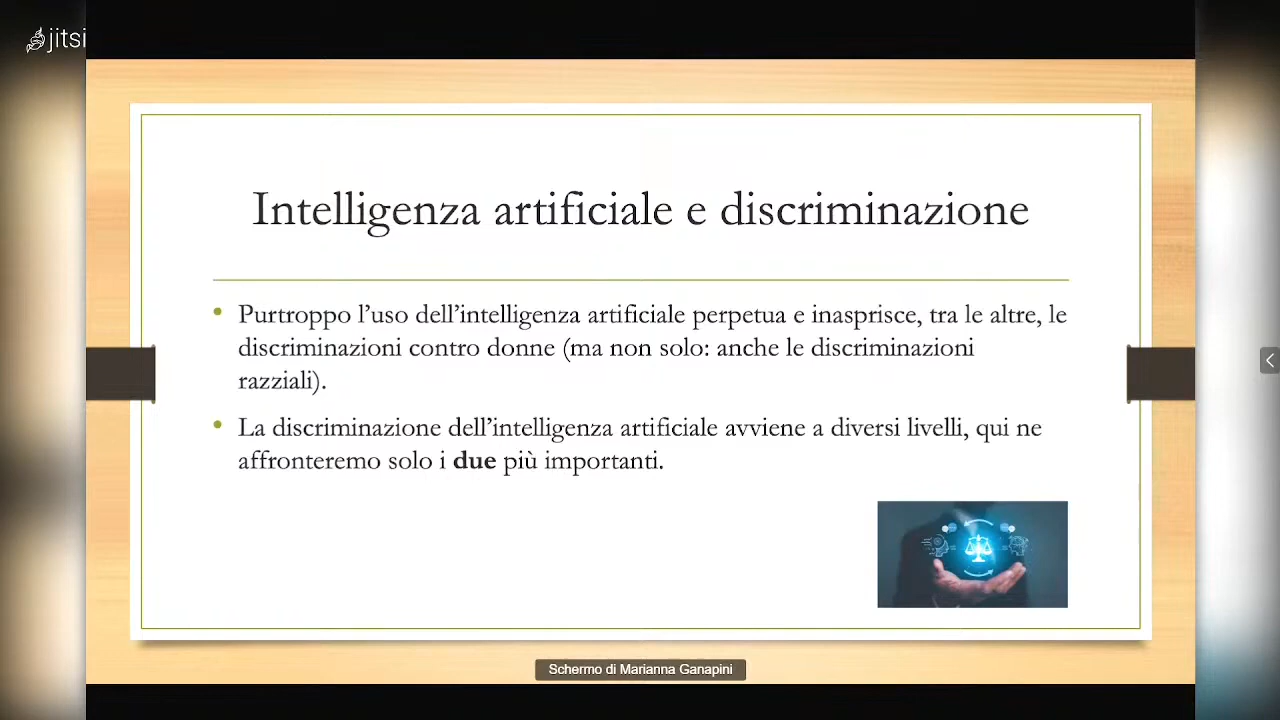 jitsi
Intelligenza artificiale e discriminazione
• Purtroppo l’uso dell’intelligenza artificiale perpetua e inasprisce, tra le altre, le
discriminazioni contro donne (ma non solo: anche le discriminazioni
razziali).
• La discriminazione dell’intelligenza artificiale avviene a diversi livelli, qui ne
affronteremo solo i due più importanti.
Schermo di Marianna Ganapini